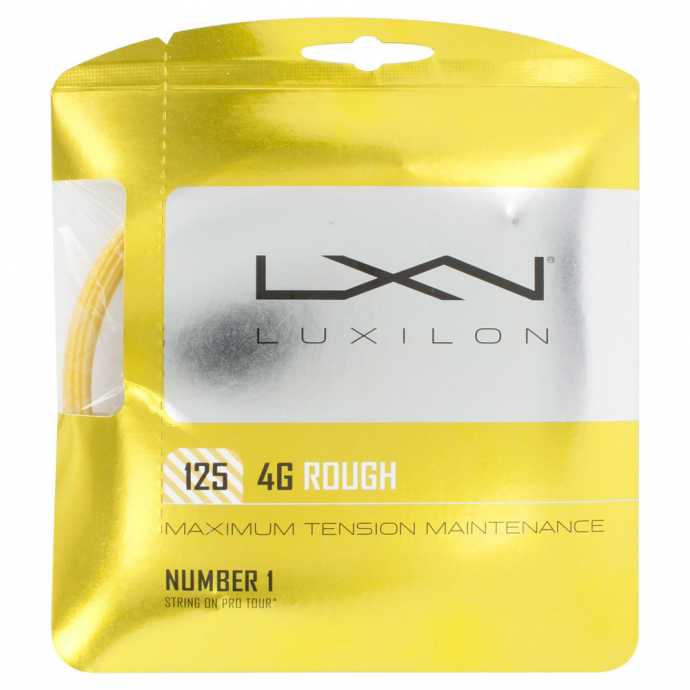 LXN®
LUXILON
125 4G ROUGH
MAXIMUM TENSION MAINTENANCE
NUMBER 1
STRING ON PRO TOUR*